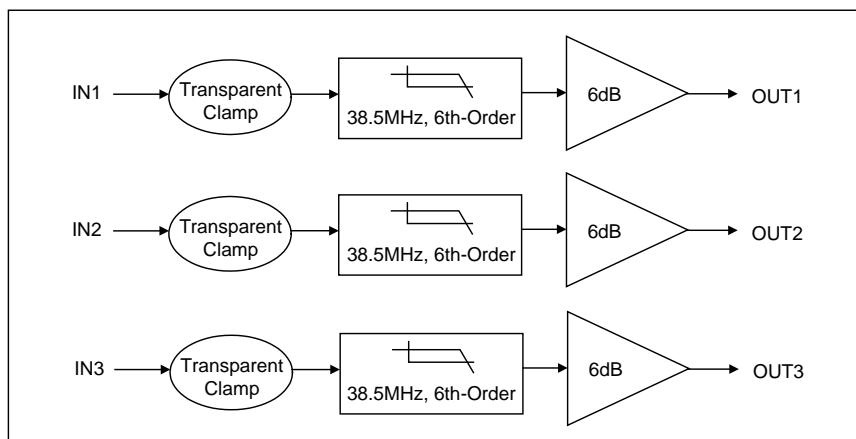 IN1
Transparent
Clamp
38.5MHz, 6th-Order
6dB
OUT1
IN2
Transparent
Clamp
38.5MHz, 6th-Order
6dB
OUT2
IN3
Transparent
Clamp
38.5MHz, 6th-Order
6dB
OUT3